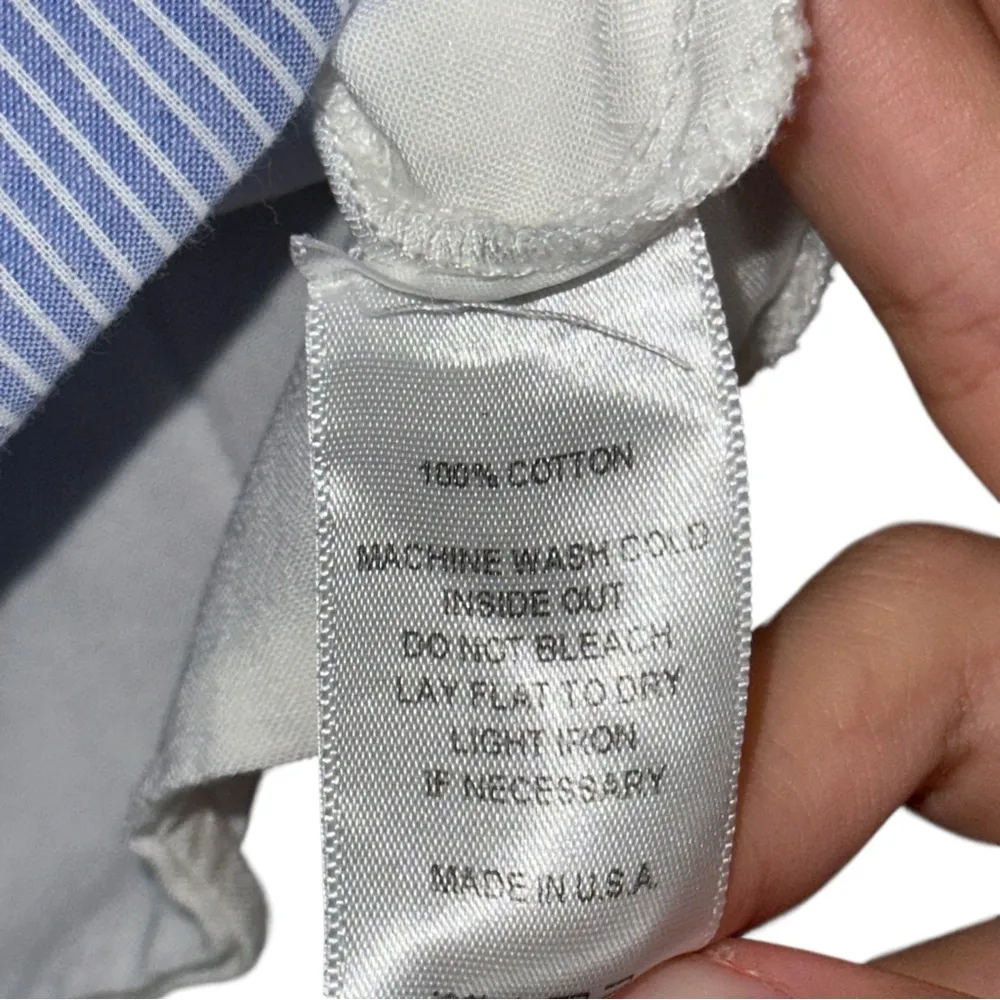 100% COTTON
MACHINE WASH COLD
INSIDE OUT
DO NOT BLEACH
LAY FLAT TO DRY
LIGHT IRON
IF NECESSARY
MADE IN U.S.A